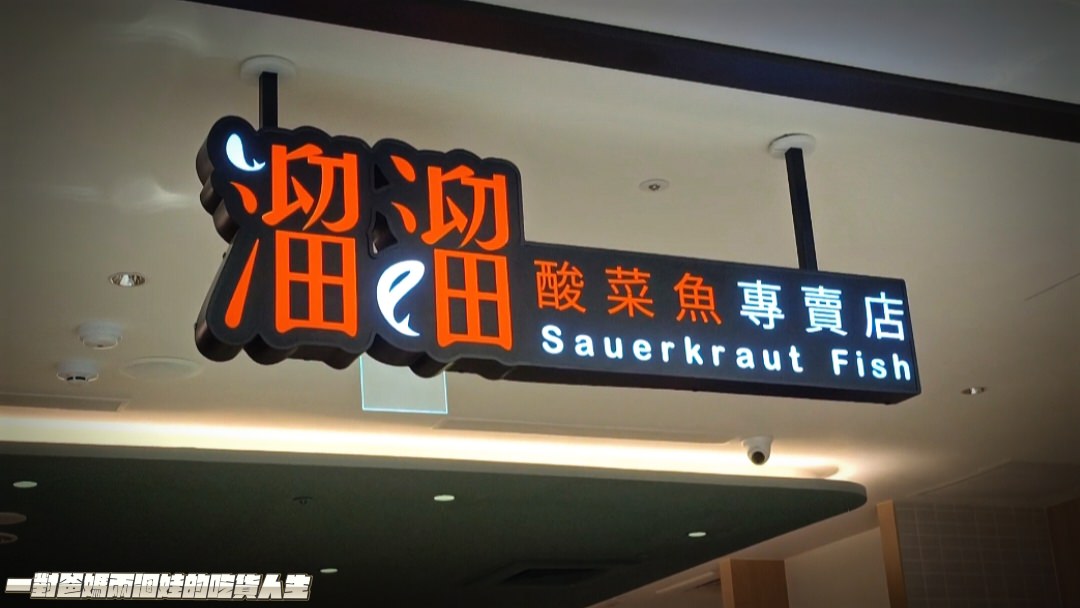 溜溜
酸菜魚專賣店
Sauerkraut Fish
一對爸媽兩個娃的吃貨人生